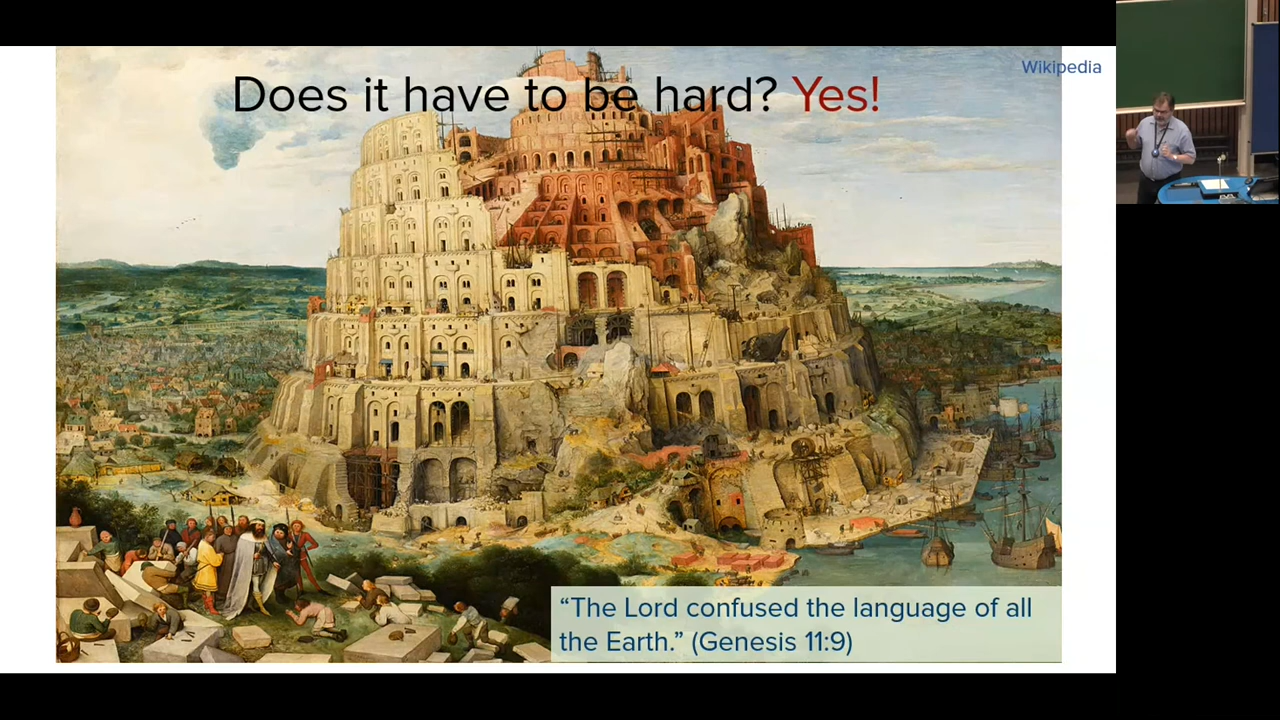 Does it have to be hard? Yes!
Wikipedia
“The Lord confused the language of all
the Earth.” (Genesis 11:9)